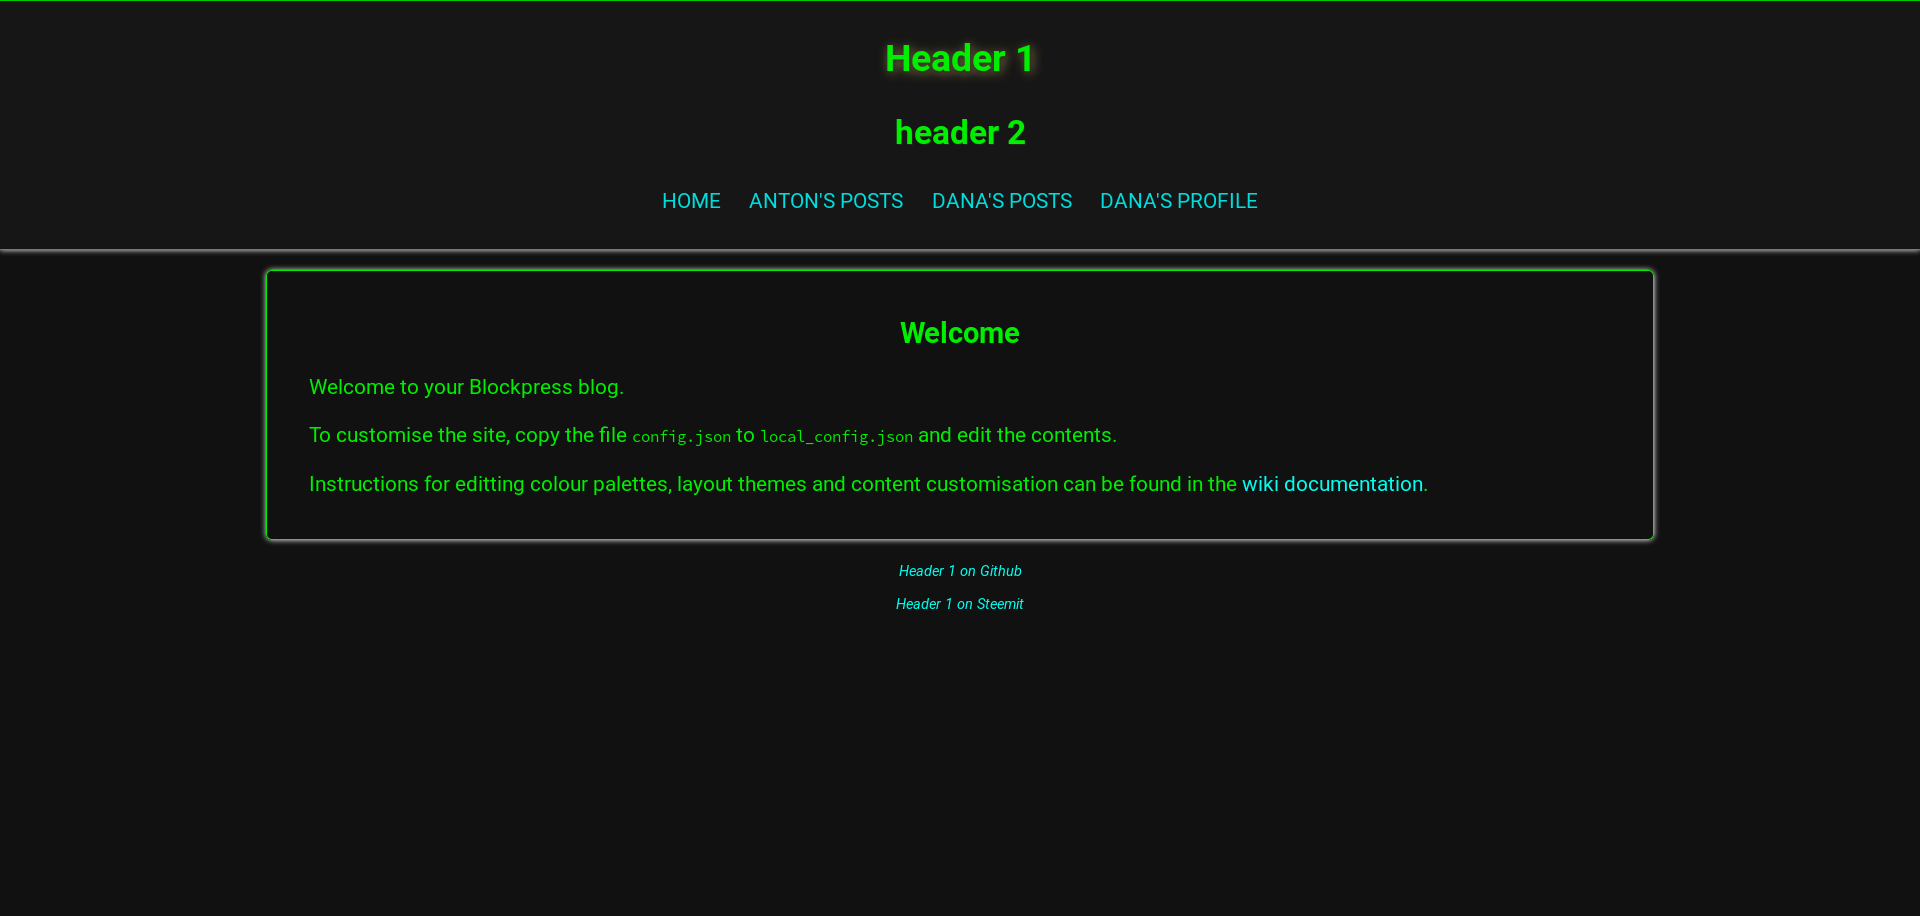 Header 1
header 2
HOME ANTON'S POSTS DANA'S POSTS DANA'S PROFILE
Welcome
Welcome to your Blockpress blog.
To customise the site, copy the file config.json to local_config.json and edit the contents.
Instructions for editting colour palettes, layout themes and content customisation can be found in the wiki documentation.
Header 1 on Github
Header 1 on Steemit